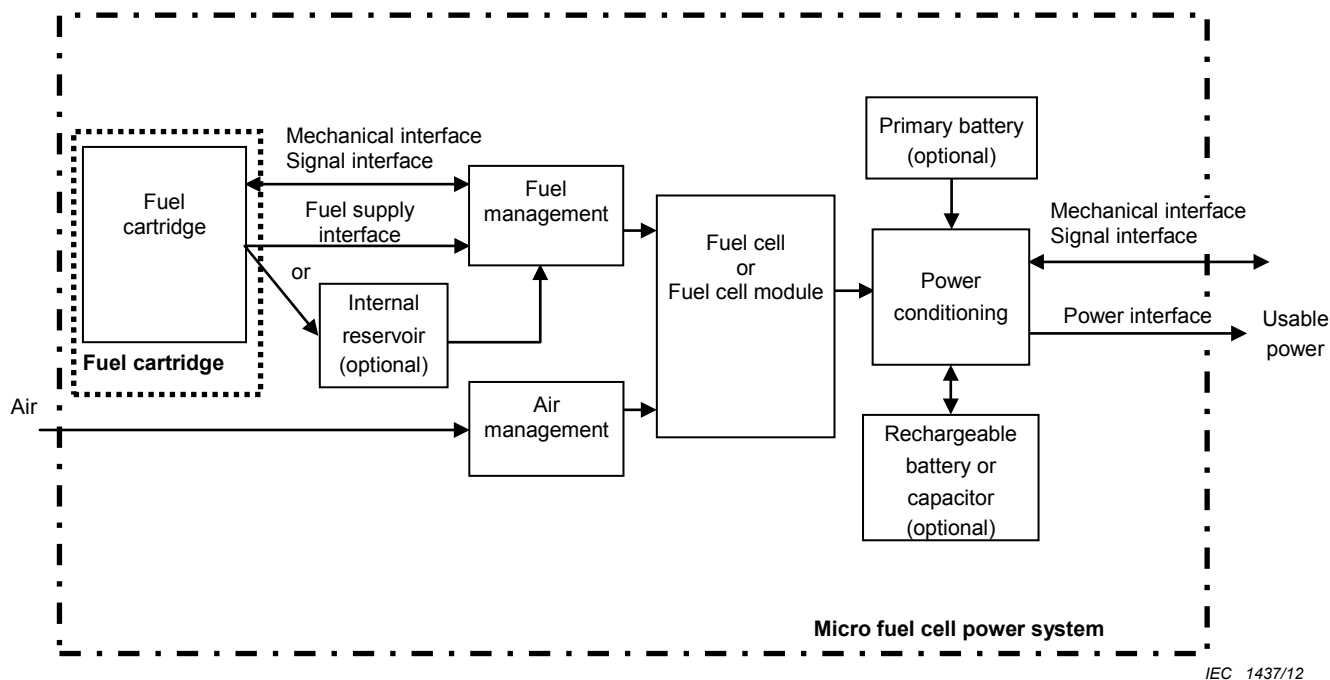 Primary battery
(optional)
Mechanical interface
Signal interface
Fuel
cartridge
Fuel
management
Fuel supply
interface
or
Internal
reservoir
(optional)
Fuel cartridge
Fuel cell
or
Fuel cell module
Power
conditioning
Mechanical interface
Signal interface
Power interface
Usable
power
Air
Air
management
Rechargeable
battery or
capacitor
(optional)
Micro fuel cell power system
IEC 1437/12